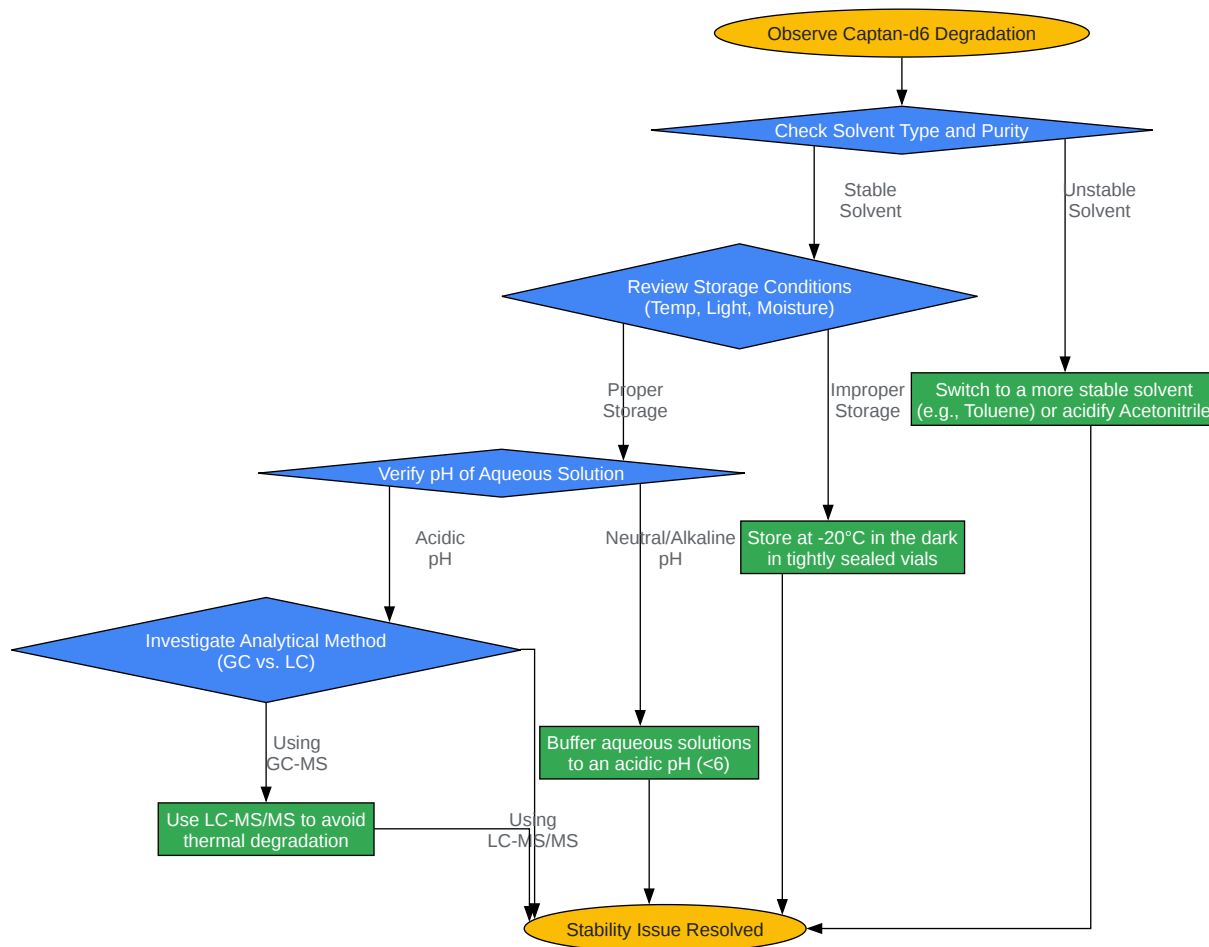 Observe Captan-d6 Degradation
Check Solvent Type and Purity
Stable
Solvent
Unstable
Solvent
Review Storage Conditions
(Temp, Light, Moisture)
Proper
Storage
Improper
Storage
Switch to a more stable solvent
(e.g., Toluene) or acidify Acetonitrile
Verify pH of Aqueous Solution
Acidic
pH
Neutral/Alkaline
pH
Store at -20°C in the dark
in tightly sealed vials
Investigate Analytical Method
(GC vs. LC)
Using
GC-MS
Buffer aqueous solutions
to an acidic pH (<6)
Use LC-MS/MS to avoid
thermal degradation
Using
LC-MS/MS
Stability Issue Resolved